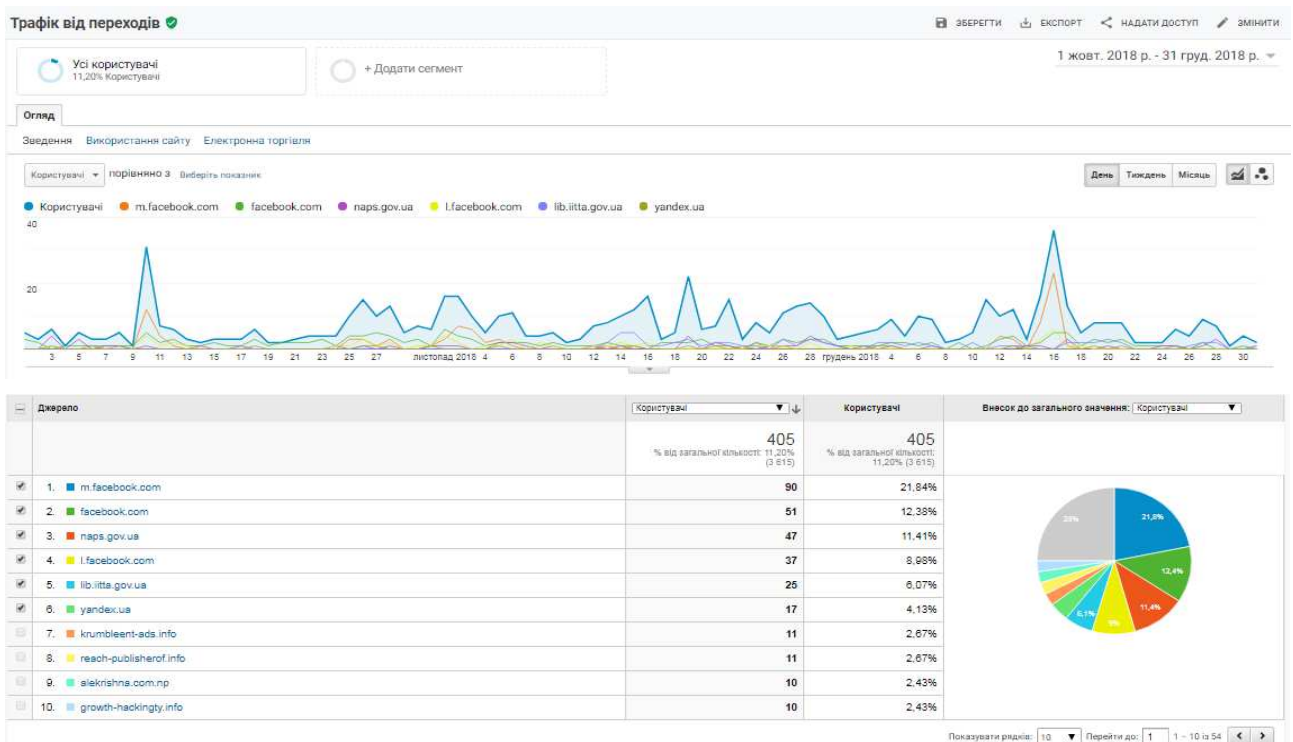 Трафік від переходів
ЗБЕРЕГТИ ЕКСПОРТ НАДАТИ ДОСТУП ЗМІНИТИ
1 жовт. 2018 р. - 31 груд. 2018 р.
Усі користувачі
11,20% Користувачі
+ Додати сегмент
Огляд
Зведення Використання сайту Електронна торгівля
Користувачі порівняно з Виберіть показник
День Тиждень Місяць
Користувачі m.facebook.com facebook.com naps.gov.ua l.facebook.com lib.iitta.gov.ua yandex.ua
40
20
3 5 7 9 11 13 15 17 19 21 23 25 27 листопад 2018 4 6 8 10 12 14 16 18 20 22 24 26 28 грудень 2018 4 6 8 10 12 14 16 18 20 22 24 26 28 30
Джерело Користувачі Користувачі Внесок до загального значення: Користувачі
405 405
% від загальної кількості: 11,20% (3 615) % від загальної кількості: 11,20% (3 615)
1. m.facebook.com 90 21,84%
2. facebook.com 51 12,38%
3. naps.gov.ua 47 11,41%
4. l.facebook.com 37 8,98%
5. lib.iitta.gov.ua 25 6,07%
6. yandex.ua 17 4,13%
7. krumbleent-ads.info 11 2,67%
8. reach-publisherof.info 11 2,67%
9. alekrishna.com.np 10 2,43%
10. growth-hackingty.info 10 2,43%
21,8%
12,4%
11,4%
9%
6,1%
Показувати рядків: 10 Перейти до: 1 1 – 10 із 54